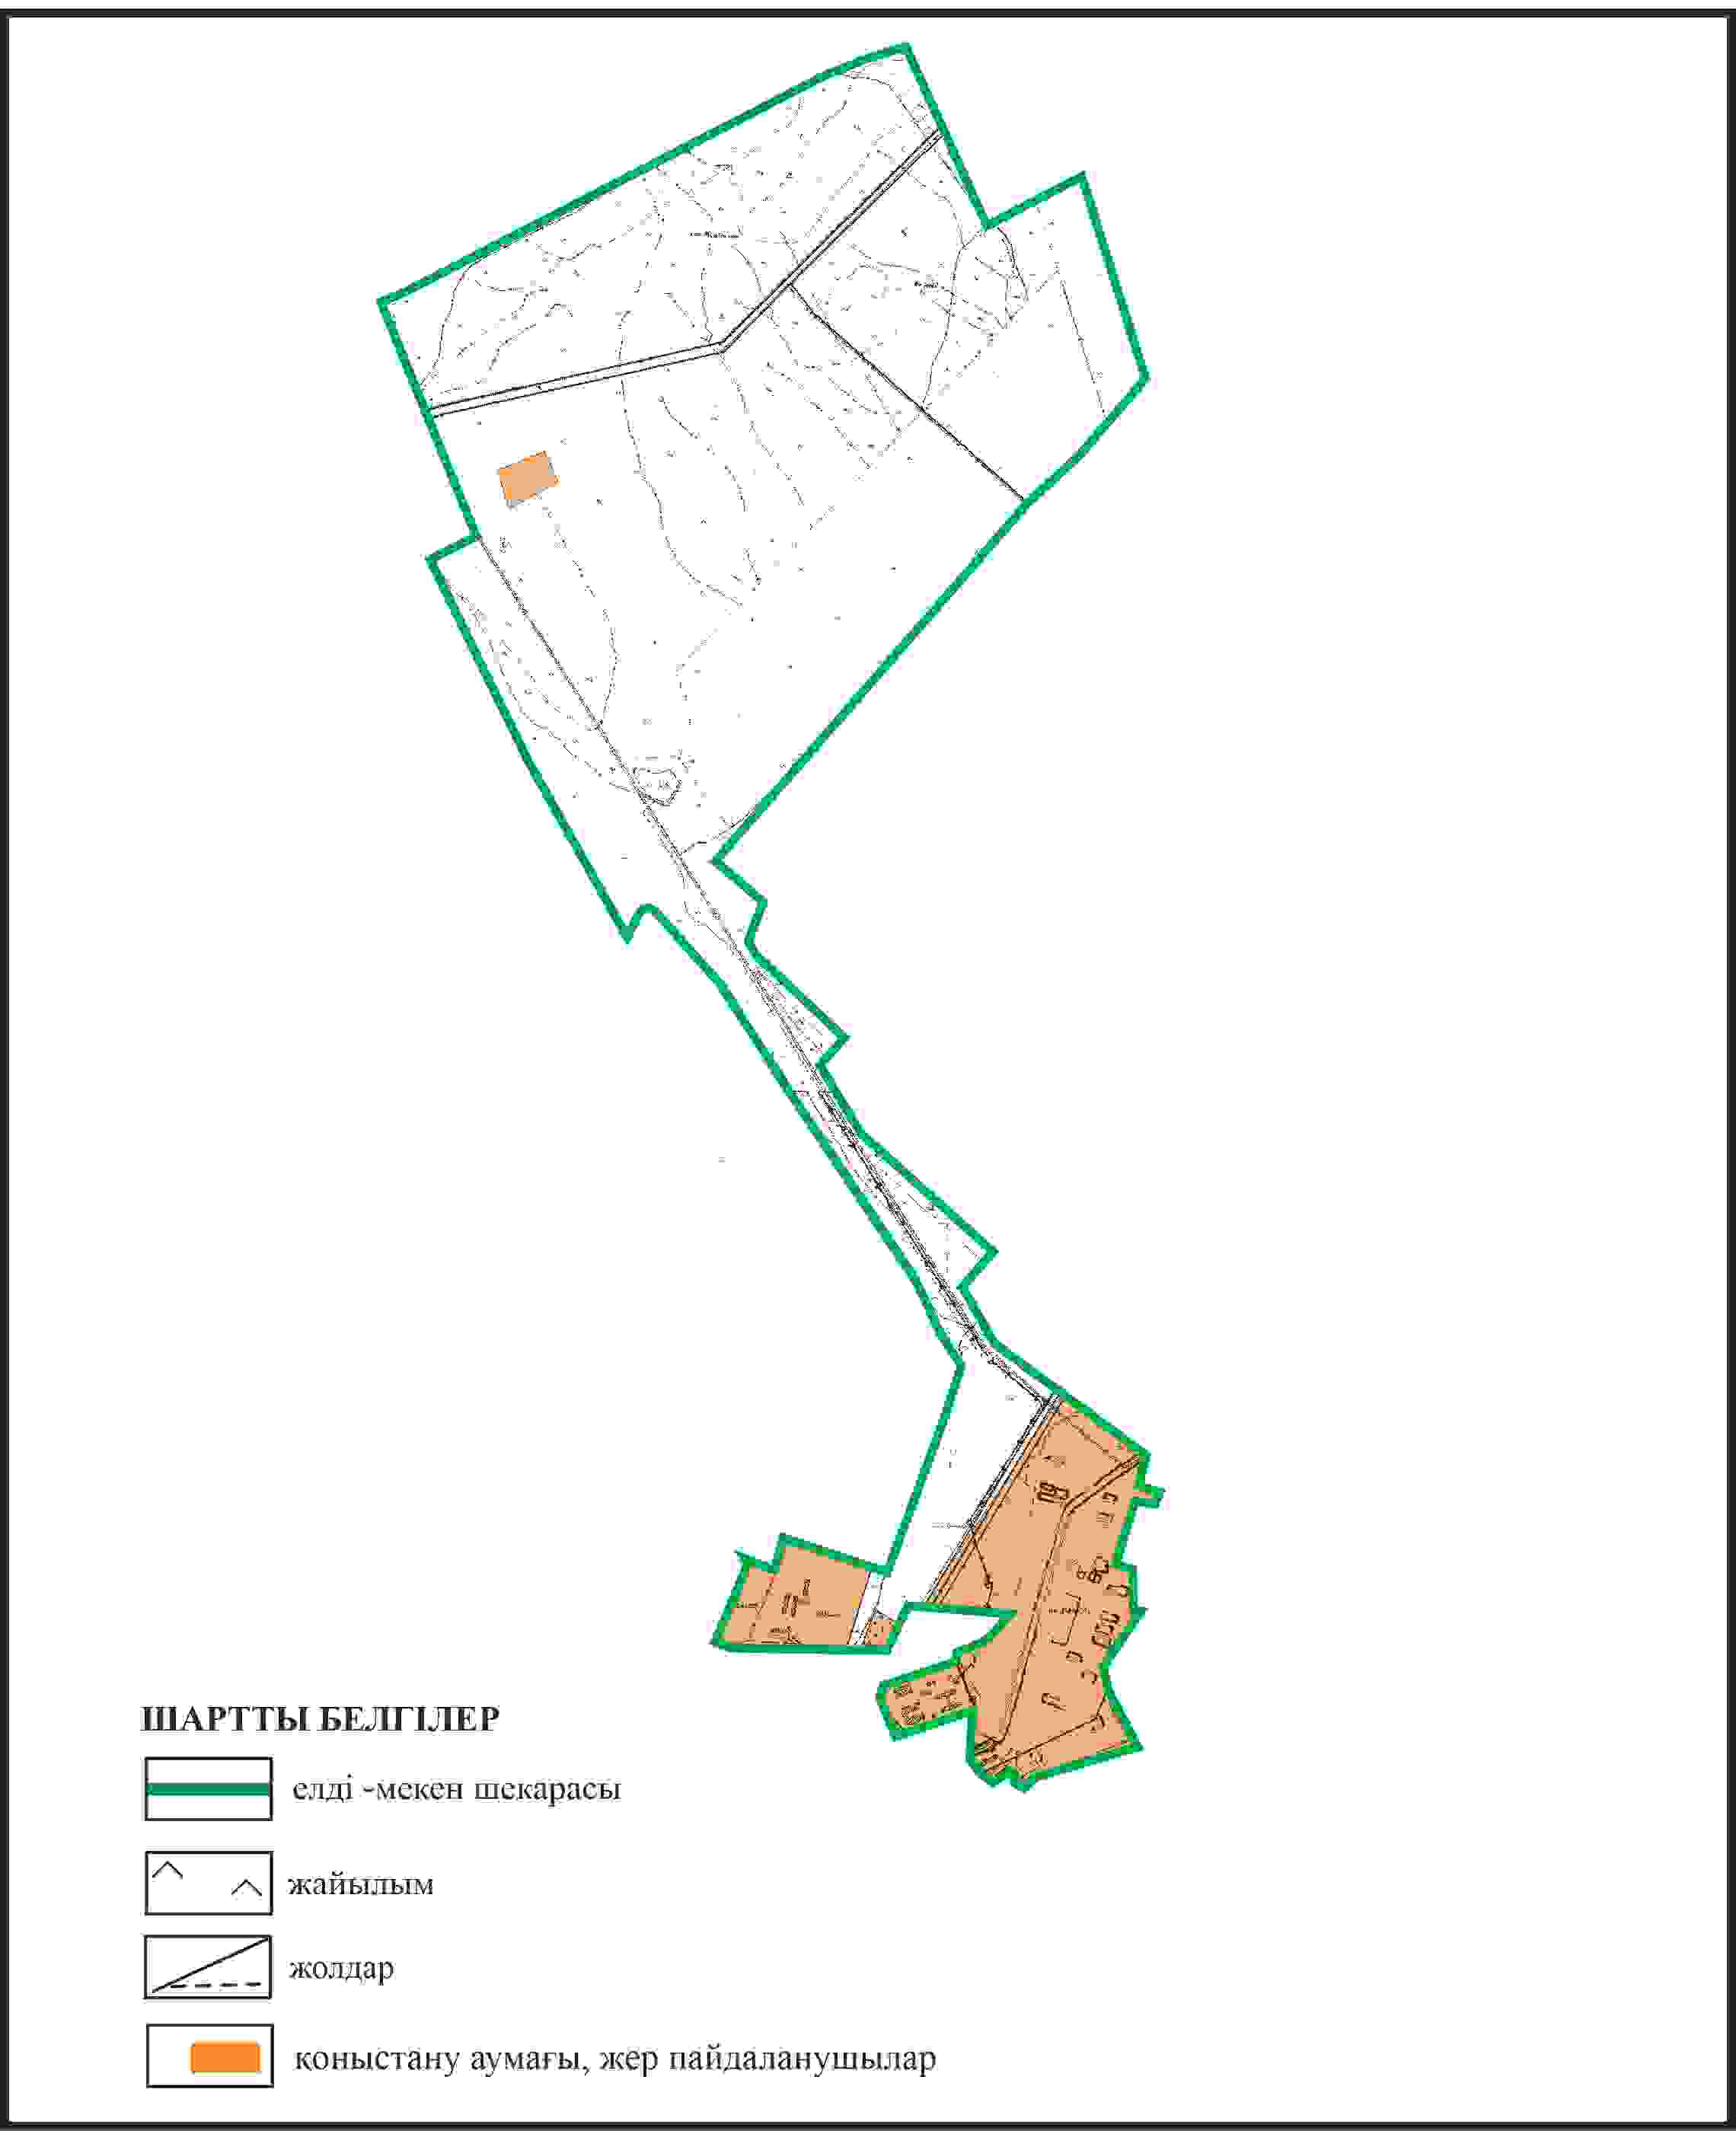 ШАРТТЫ БЕЛГІЛЕР
елді -мекен шекарасы
жайылым
жолдар
қоныстану аумағы, жер пайдаланушылар